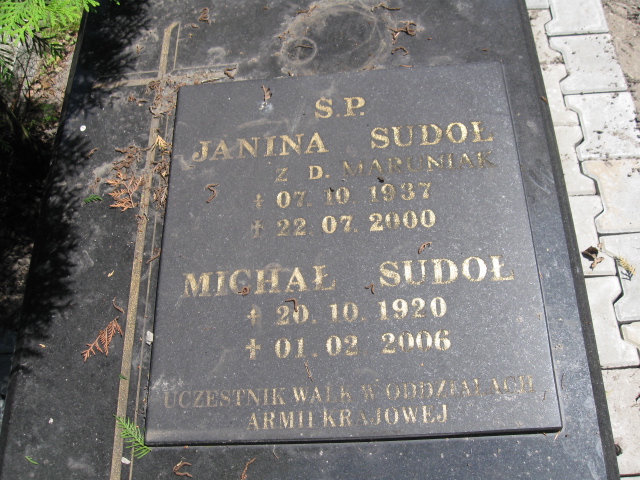 S.P.
JANINA SUDOŁ
Z D. MARUNIAK
+ 07. 10. 1937
+ 22. 07. 2000
MICHAŁ SUDOŁ
+ 20. 10. 1920
+ 01. 02. 2006
UCZESTNIK WALK W ODDZIAŁACH
ARMII KRAJOWEJ